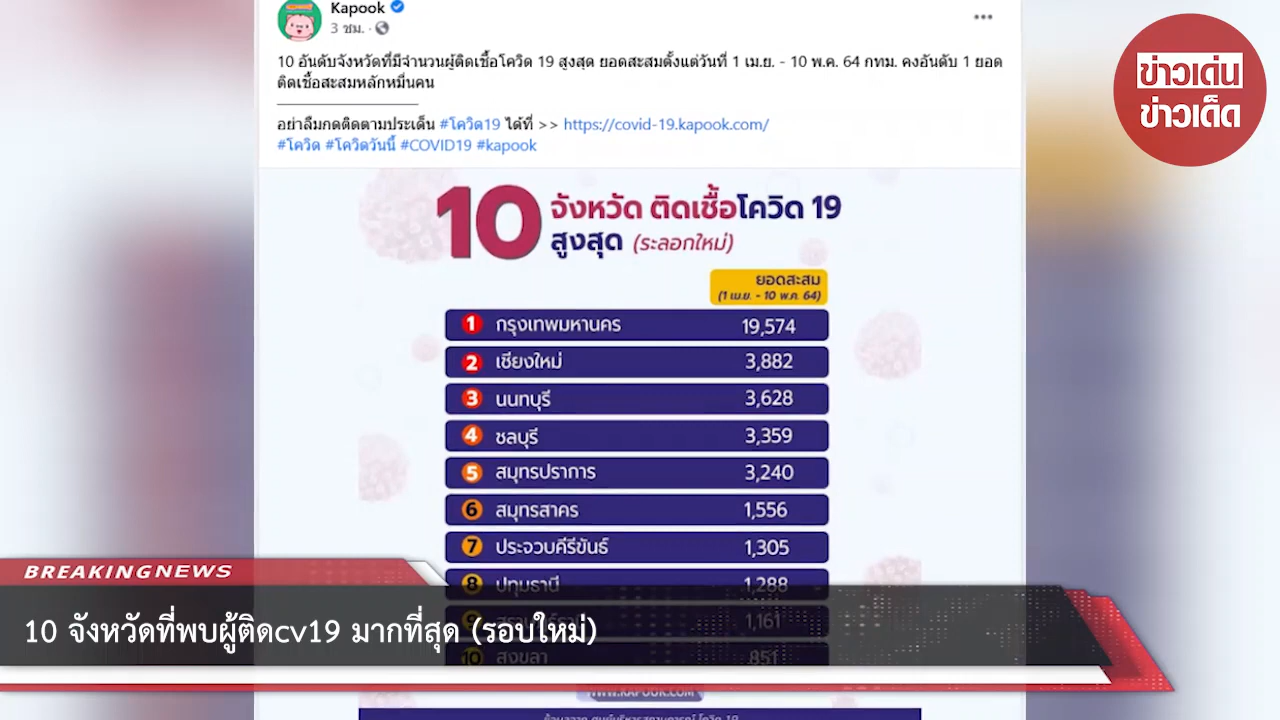 Kapook
3 ชม.
10 อันดับจังหวัดที่มีจำนวนผู้ติดเชื้อโควิด 19 สูงสุด ยอดสะสมตั้งแต่วันที่ 1 เม.ย. - 10 พ.ค. 64 กทม. คงอันดับ 1 ยอด
ติดเชื้อสะสมหลักหมื่นคน
อย่าลืมกดติดตามประเด็น #โควิด19 ได้ที่ >> https://covid-19.kapook.com/
#โควิด #โควิดวันนี้ #COVID19 #kapook
ข่าวเด่น
ข่าวเด็ด
10 จังหวัด ติดเชื้อโควิด 19
สูงสุด (ระลอกใหม่)
ยอดสะสม
(1 เม.ย. - 10 พ.ค. 64)
1 กรุงเทพมหานคร 19,574
2 เชียงใหม่ 3,882
3 นนทบุรี 3,628
4 ชลบุรี 3,359
5 สมุทรปราการ 3,240
6 สมุทรสาคร 1,556
7 ประจวบคีรีขันธ์ 1,305
8 ปทุมธานี 1,288
1,161
10 สงขลา 851
BREAKING NEWS
10 จังหวัดที่พบผู้ติดcv19 มากที่สุด (รอบใหม่)
WWW.KAPOOK.COM